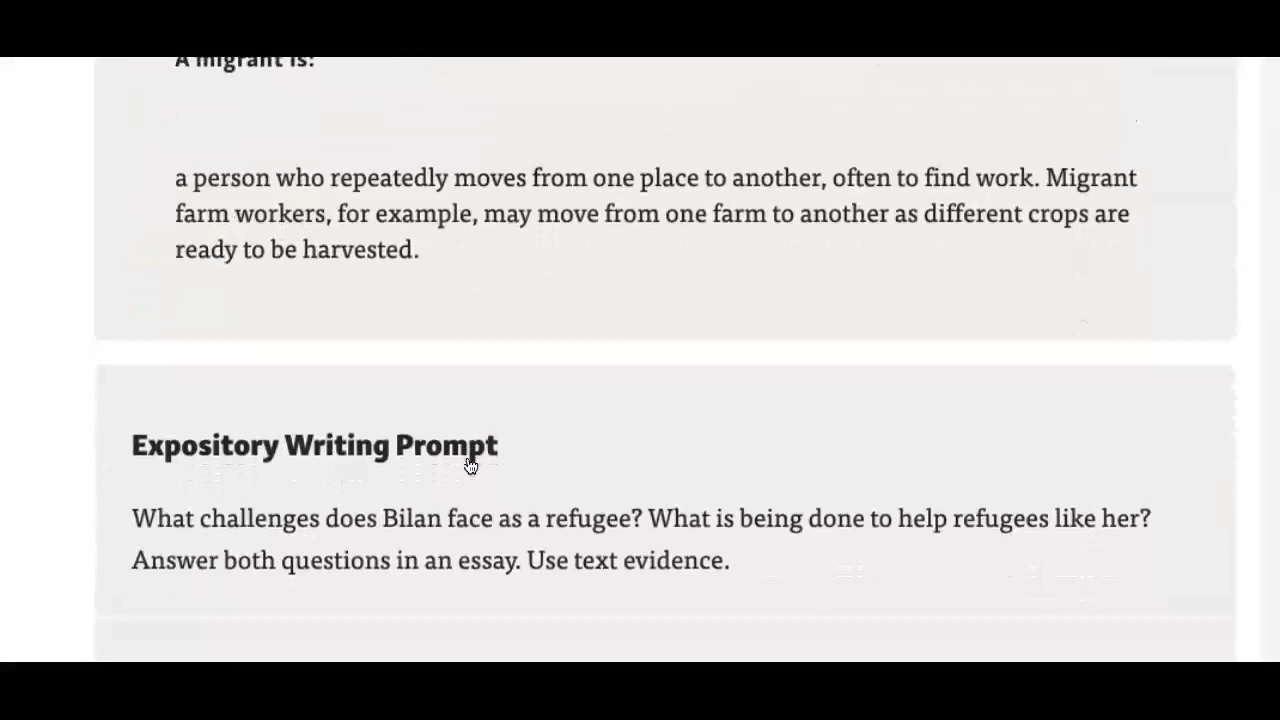 A migrant is:
a person who repeatedly moves from one place to another, often to find work. Migrant
farm workers, for example, may move from one farm to another as different crops are
ready to be harvested.
Expository Writing Prompt
What challenges does Bilan face as a refugee? What is being done to help refugees like her?
Answer both questions in an essay. Use text evidence.